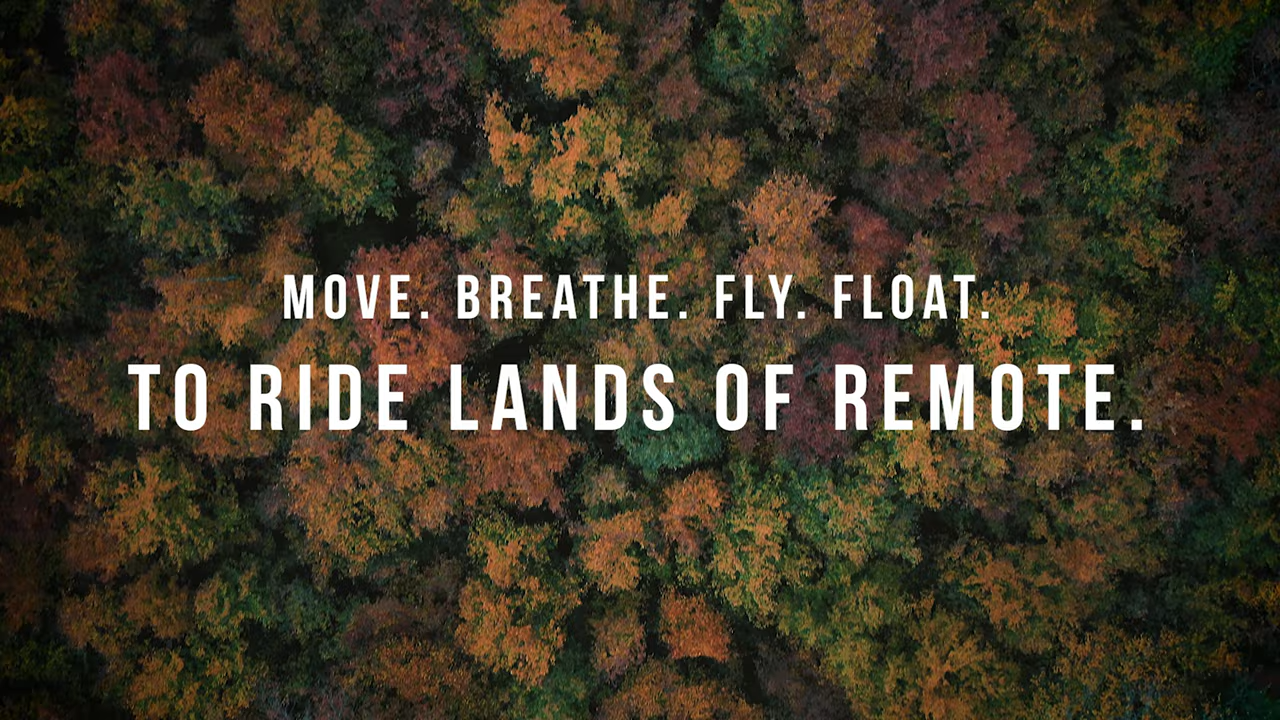 MOVE. BREATHE. FLY. FLOAT.
TO RIDE LANDS OF REMOTE.